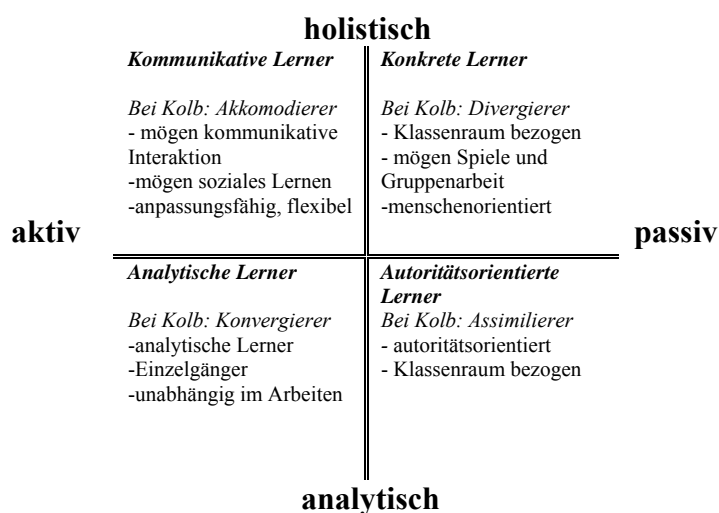 holistisch
Kommunikative Lerner
Bei Kolb: Akkomodierer
- mögen kommunikative
Interaktion
-mögen soziales Lernen
-anpassungsfähig, flexibel
Konkrete Lerner
Bei Kolb: Divergierer
- Klassenraum bezogen
- mögen Spiele und
Gruppenarbeit
-menschenorientiert
aktiv
passiv
Analytische Lerner
Bei Kolb: Konvergierer
-analytische Lerner
-Einzelgänger
-unabhängig im Arbeiten
Autoritätsorientierte
Lerner
Bei Kolb: Assimilierer
- autoritätsorientiert
- Klassenraum bezogen
analytisch